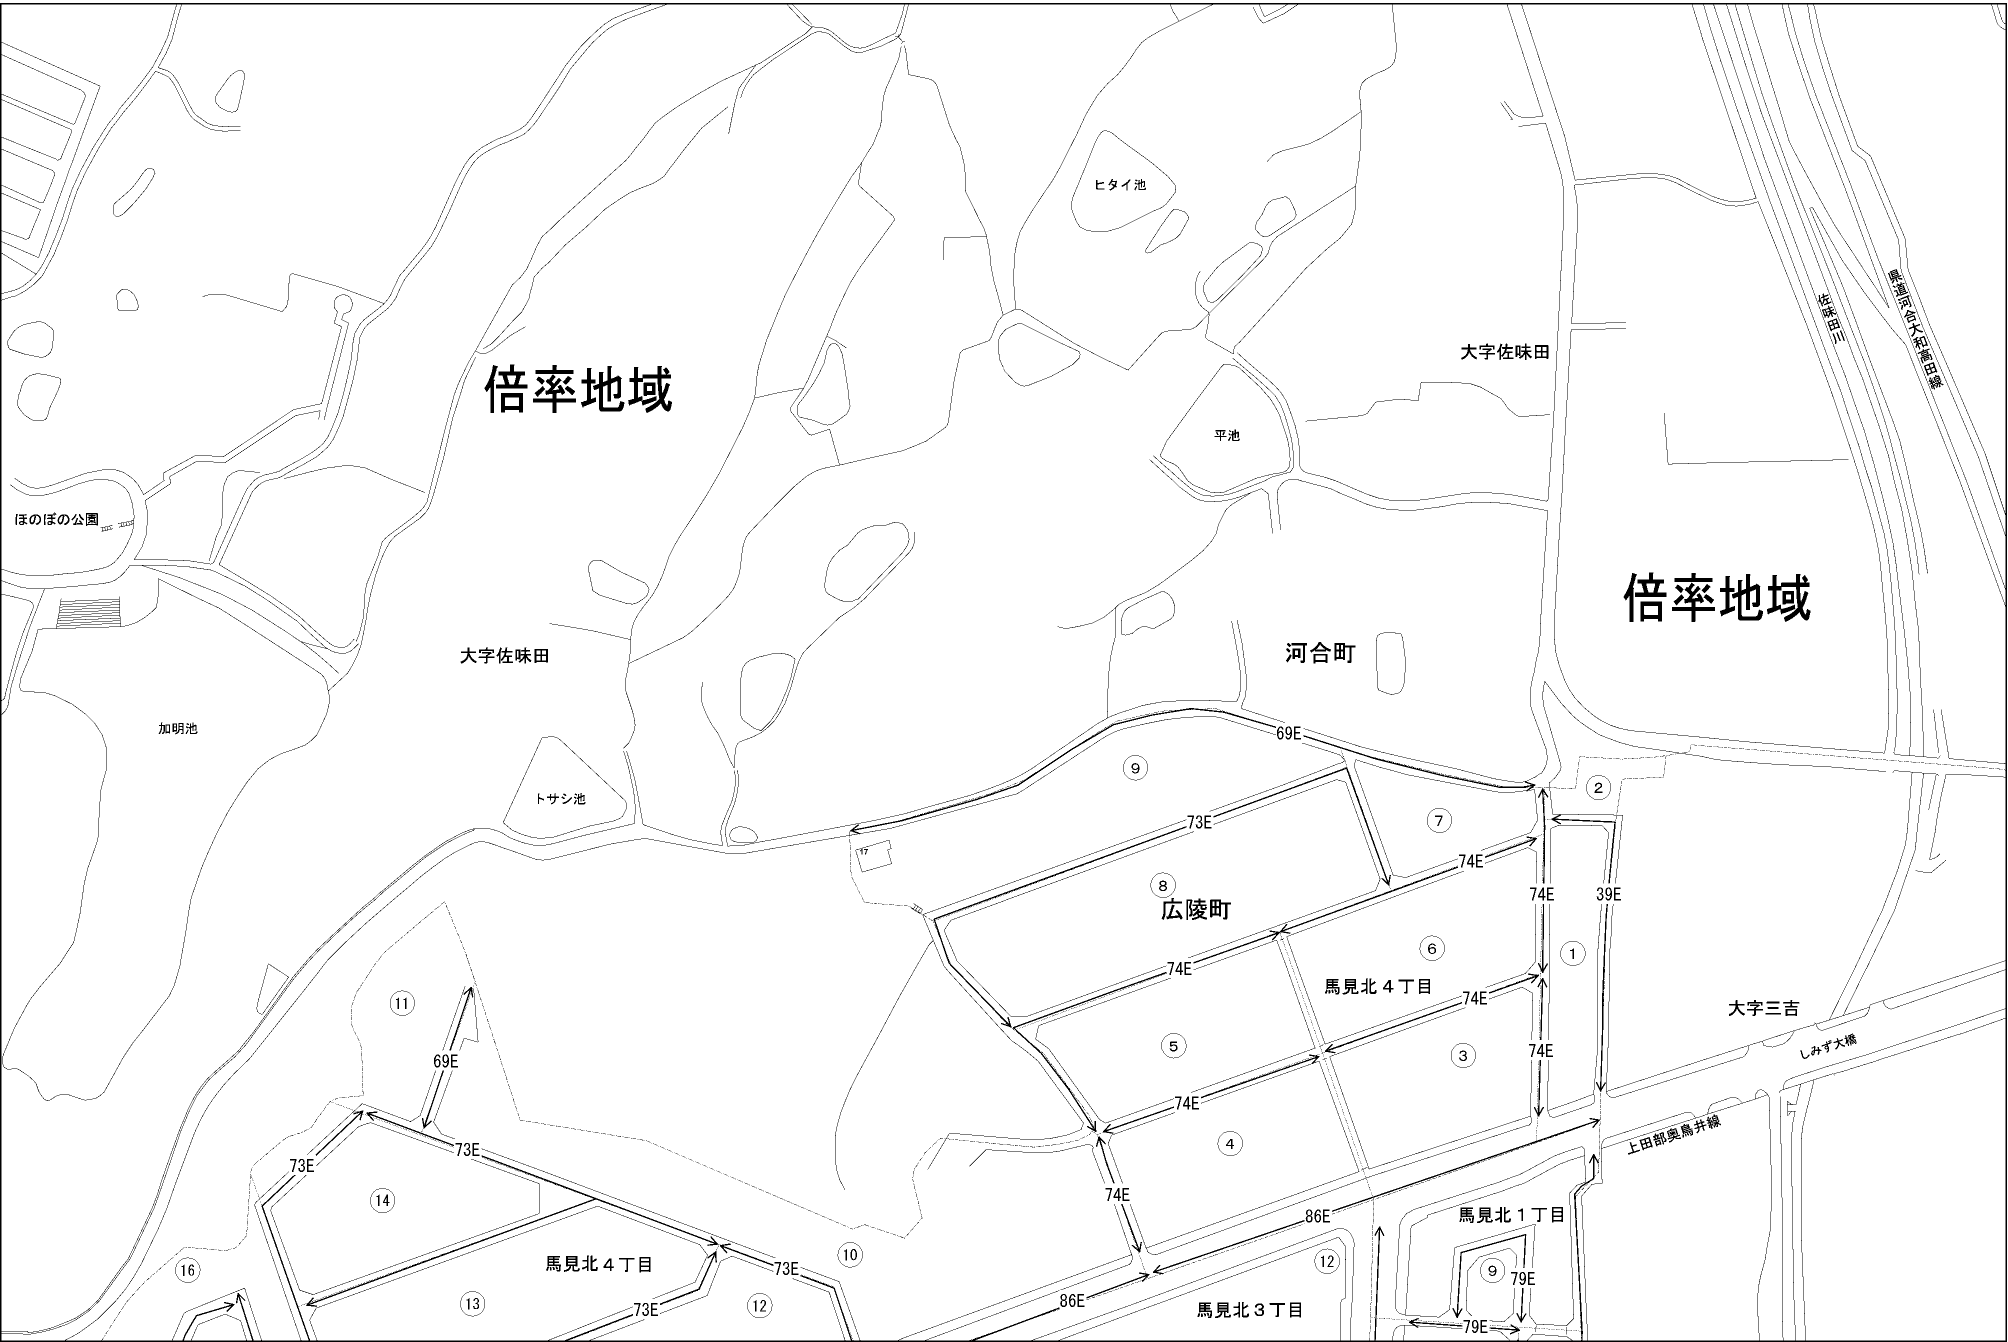 ヒタイ池
佐味田川
県道河合大和高田線
大字佐味田
倍率地域
平池
ほのぼの公園
倍率地域
大字佐味田
河合町
加明池
69E
⑨
トサシ池
②
73E
⑦
17
74E
⑧
74E
39E
広陵町
⑥
①
74E
馬見北4丁目
⑪
74E
大字三吉
⑤
③
74E
しみず大橋
69E
74E
④
上田部奥鳥井線
73E
73E
⑭
74E
86E
馬見北1丁目
⑩
馬見北4丁目
⑫
⑯
73E
⑨
79E
86E
⑬
73E
⑫
馬見北3丁目
79E